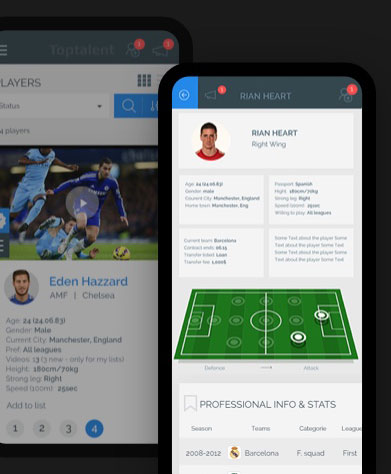 Toptalent
1
1
PLAYERS
Status
players
Eden Hazzard
AMF | Chelsea
Age: 24 (24.06.83)
Gender: Male
Current City: Manchester, England
Pref: All leagues
Videos: 13 (3 new - only for my lists)
Height: 180cm/70kg
Strong leg: Right
Speed (100m): 25sec
Add to list
1 2 3 4
1
RIAN HEART
1
RIAN HEART
Right Wing
Age: 24 (24.06.83)
Gender: male
Country City: Manchester, England
Home town: Manchester, Eng
Passport: Spanish
Height: 180cm/70kg
Strong leg: Right
Speed (100m): 25sec
Willing to play: All leagues
Current team: Barcelona
Contract ends: 06.15
Transfer listed: Loan
Transfer fee: 1,000$
Some Text about the player Some
Text about the player Some Text
about the player Some Text
about the player Some Text
Defence → Attack
PROFESSIONAL INFO & STATS
Season Teams Categorie League
2008-2012 Barcelona F. squad First